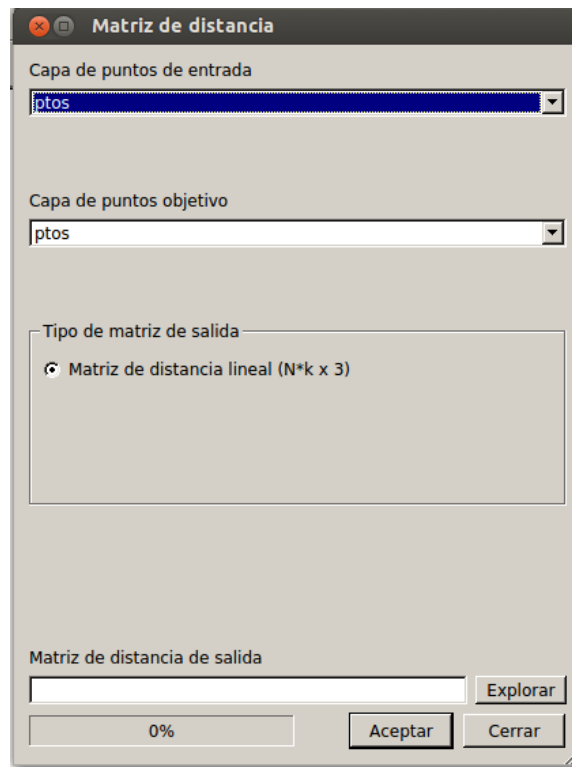 Matriz de distancia
Capa de puntos de entrada
ptos
Capa de puntos objetivo
ptos
Tipo de matriz de salida
Matriz de distancia lineal (N*k x 3)
Matriz de distancia de salida
Explorar
0% Aceptar Cerrar